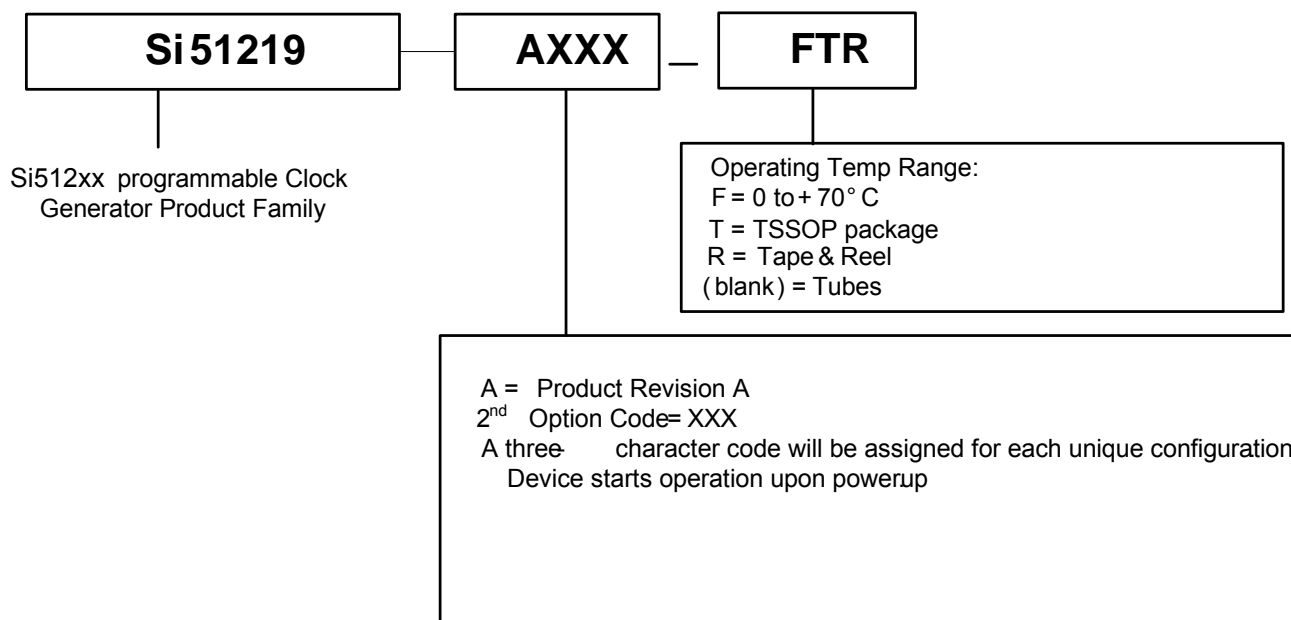 Si51219 AXXX – FTR
Si512xx programmable Clock
Generator Product Family
Operating Temp Range:
F = 0 to + 70° C
T = TSSOP package
R = Tape & Reel
(blank) = Tubes
A = Product Revision A
2nd Option Code= XXX
A three- character code will be assigned for each unique configuration
Device starts operation upon powerup